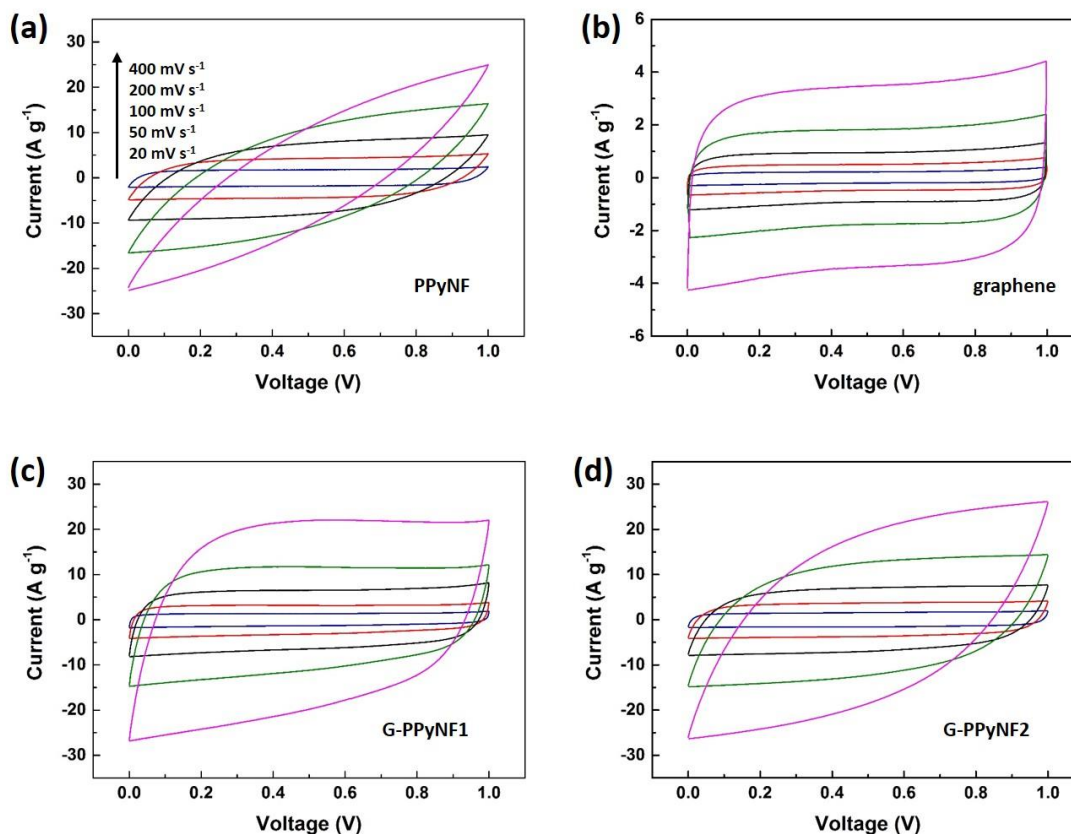 (a)
30
20
10
0
-10
-20
-30
Current (A g⁻¹)
400 mV s⁻¹
200 mV s⁻¹
100 mV s⁻¹
50 mV s⁻¹
20 mV s⁻¹
PPyNF
0.0 0.2 0.4 0.6 0.8 1.0
Voltage (V)
(b)
6
4
2
0
-2
-4
-6
Current (A g⁻¹)
graphene
0.0 0.2 0.4 0.6 0.8 1.0
Voltage (V)
(c)
30
20
10
0
-10
-20
-30
Current (A g⁻¹)
G-PPyNF1
0.0 0.2 0.4 0.6 0.8 1.0
Voltage (V)
(d)
30
20
10
0
-10
-20
-30
Current (A g⁻¹)
G-PPyNF2
0.0 0.2 0.4 0.6 0.8 1.0
Voltage (V)